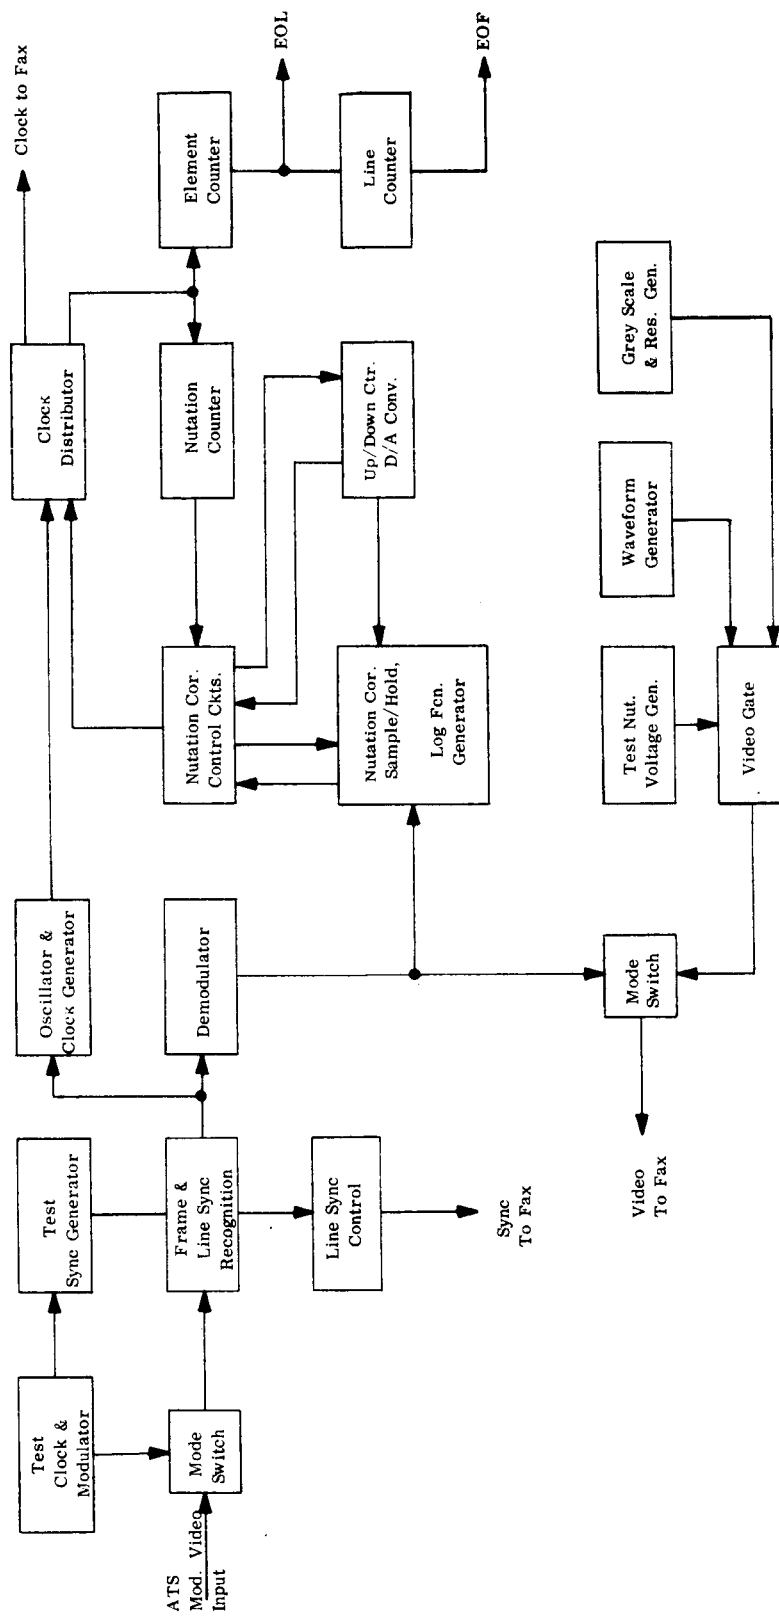 Test
Clock &
Modulator
Test
Sync Generator
Oscillator &
Clock Generator
Clock
Distributor
Clock to Fax
ATS
Mod. Video
Input
Mode
Switch
Frame &
Line Sync
Recognition
Demodulator
Nutation Cor.
Control Ckts.
Nutation
Counter
Element
Counter
EOL
Line Sync
Control
Nutation Cor.
Sample/Hold,
Log Fcn.
Generator
Up/Down Ctr.
D/A Conv.
Line
Counter
EOF
Sync
To Fax
Mode
Switch
Test Nut.
Voltage Gen.
Waveform
Generator
Grey Scale
& Res. Gen.
Video
To Fax
Video Gate